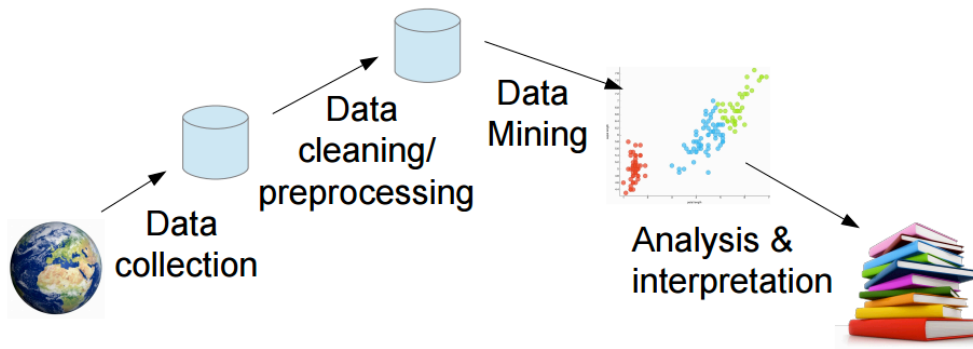 Data
collection
Data
cleaning/
preprocessing
Data
Mining
Analysis &
interpretation